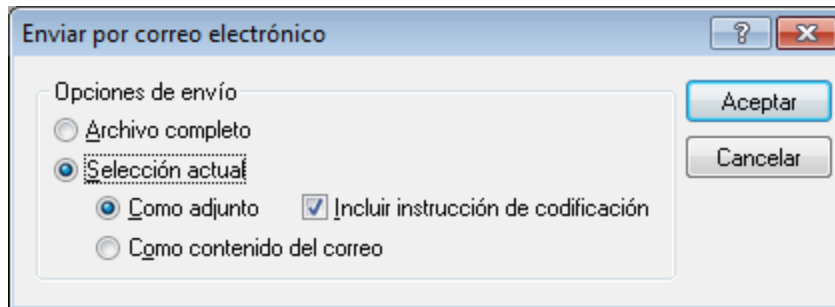 Enviar por correo electrónico
Opciones de envío
Archivo completo
Selección actual
Como adjunto
Incluir instrucción de codificación
Como contenido del correo
Aceptar
Cancelar